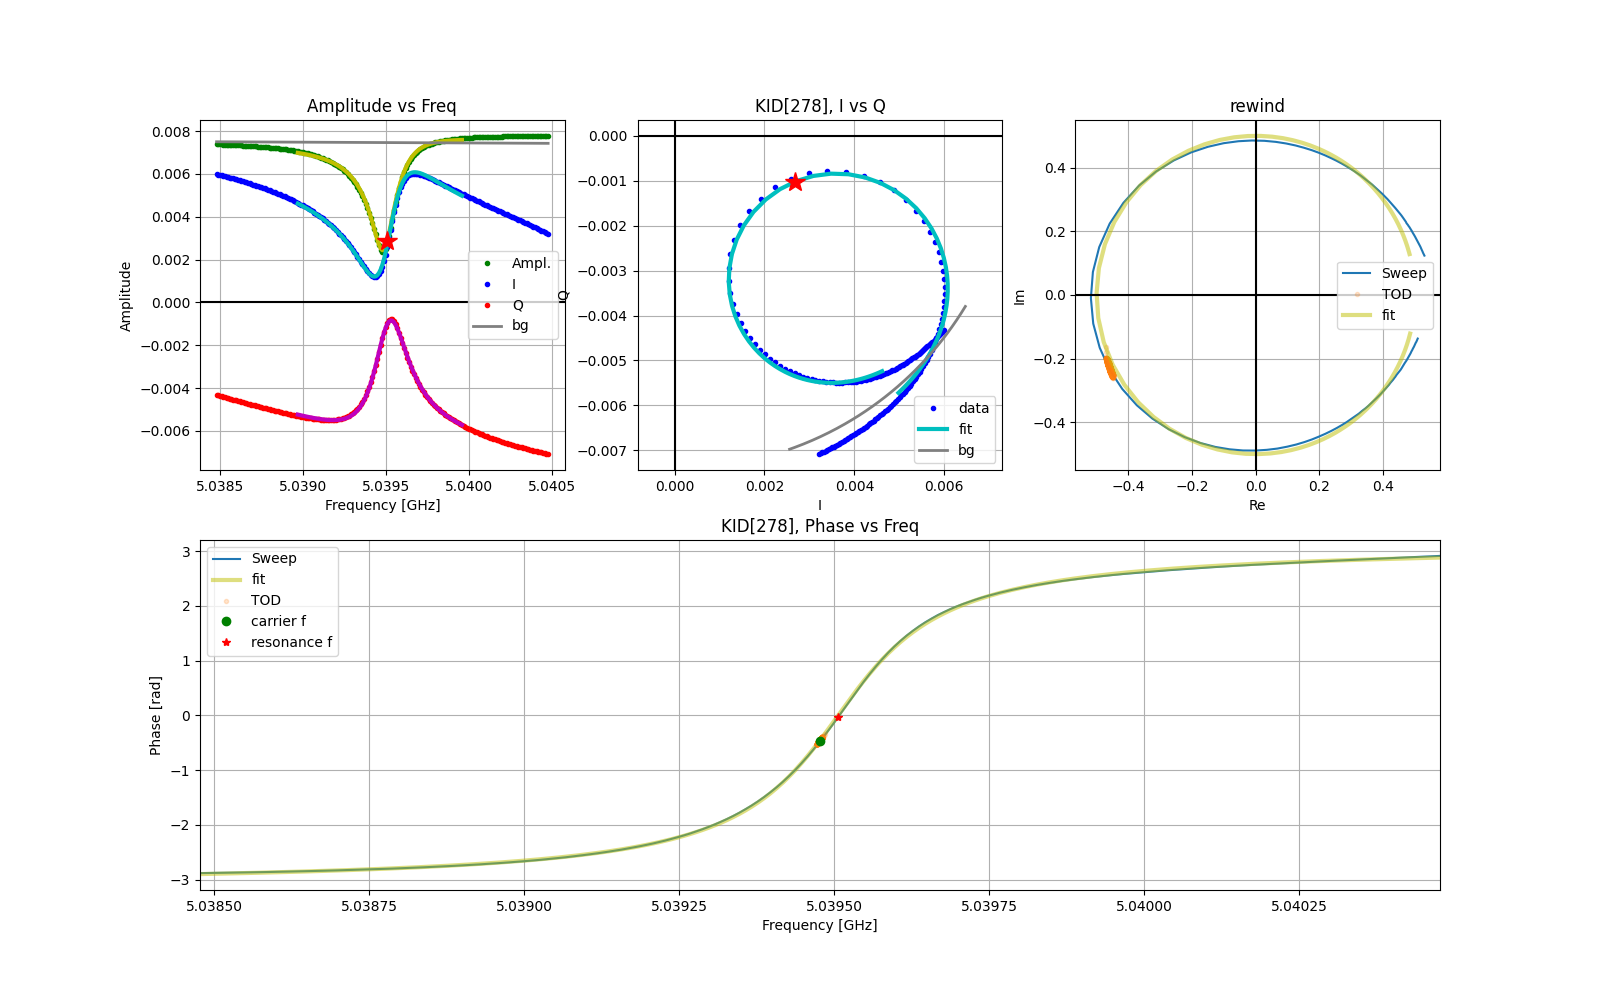 Amplitude vs Freq
0.008
0.006
0.004
0.002
0.000
−0.002
−0.004
−0.006
Amplitude
5.0385
5.0390
5.0395
5.0400
5.0405
Frequency [GHz]
Ampl.
I
Q
bg
KID[278], I vs Q
0.000
−0.001
−0.002
−0.003
−0.004
−0.005
−0.006
−0.007
Q
0.000
0.002
0.004
0.006
I
data
fit
bg
rewind
0.4
0.2
0.0
−0.2
−0.4
Im
−0.4
−0.2
0.0
0.2
0.4
Re
Sweep
TOD
fit
KID[278], Phase vs Freq
3
2
1
0
−1
−2
−3
Phase [rad]
5.03850
5.03875
5.03900
5.03925
5.03950
5.03975
5.04000
5.04025
Frequency [GHz]
Sweep
fit
TOD
carrier f
resonance f